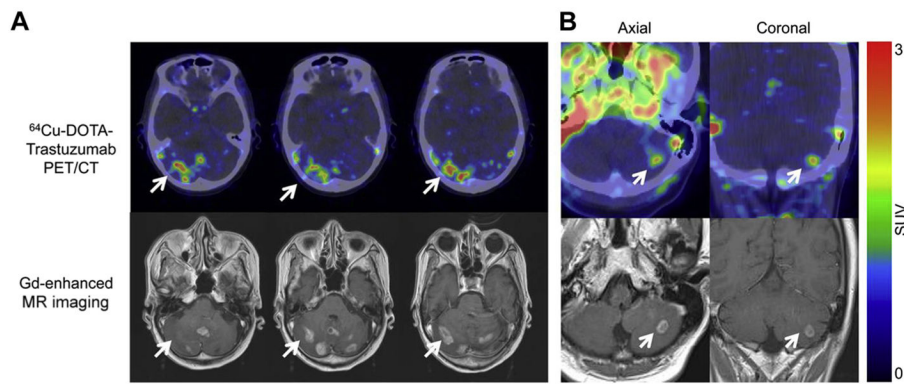 A
B
Axial
Coronal
64Cu-DOTA-
Trastuzumab
PET/CT
Gd-enhanced
MR imaging
3
SUV
0